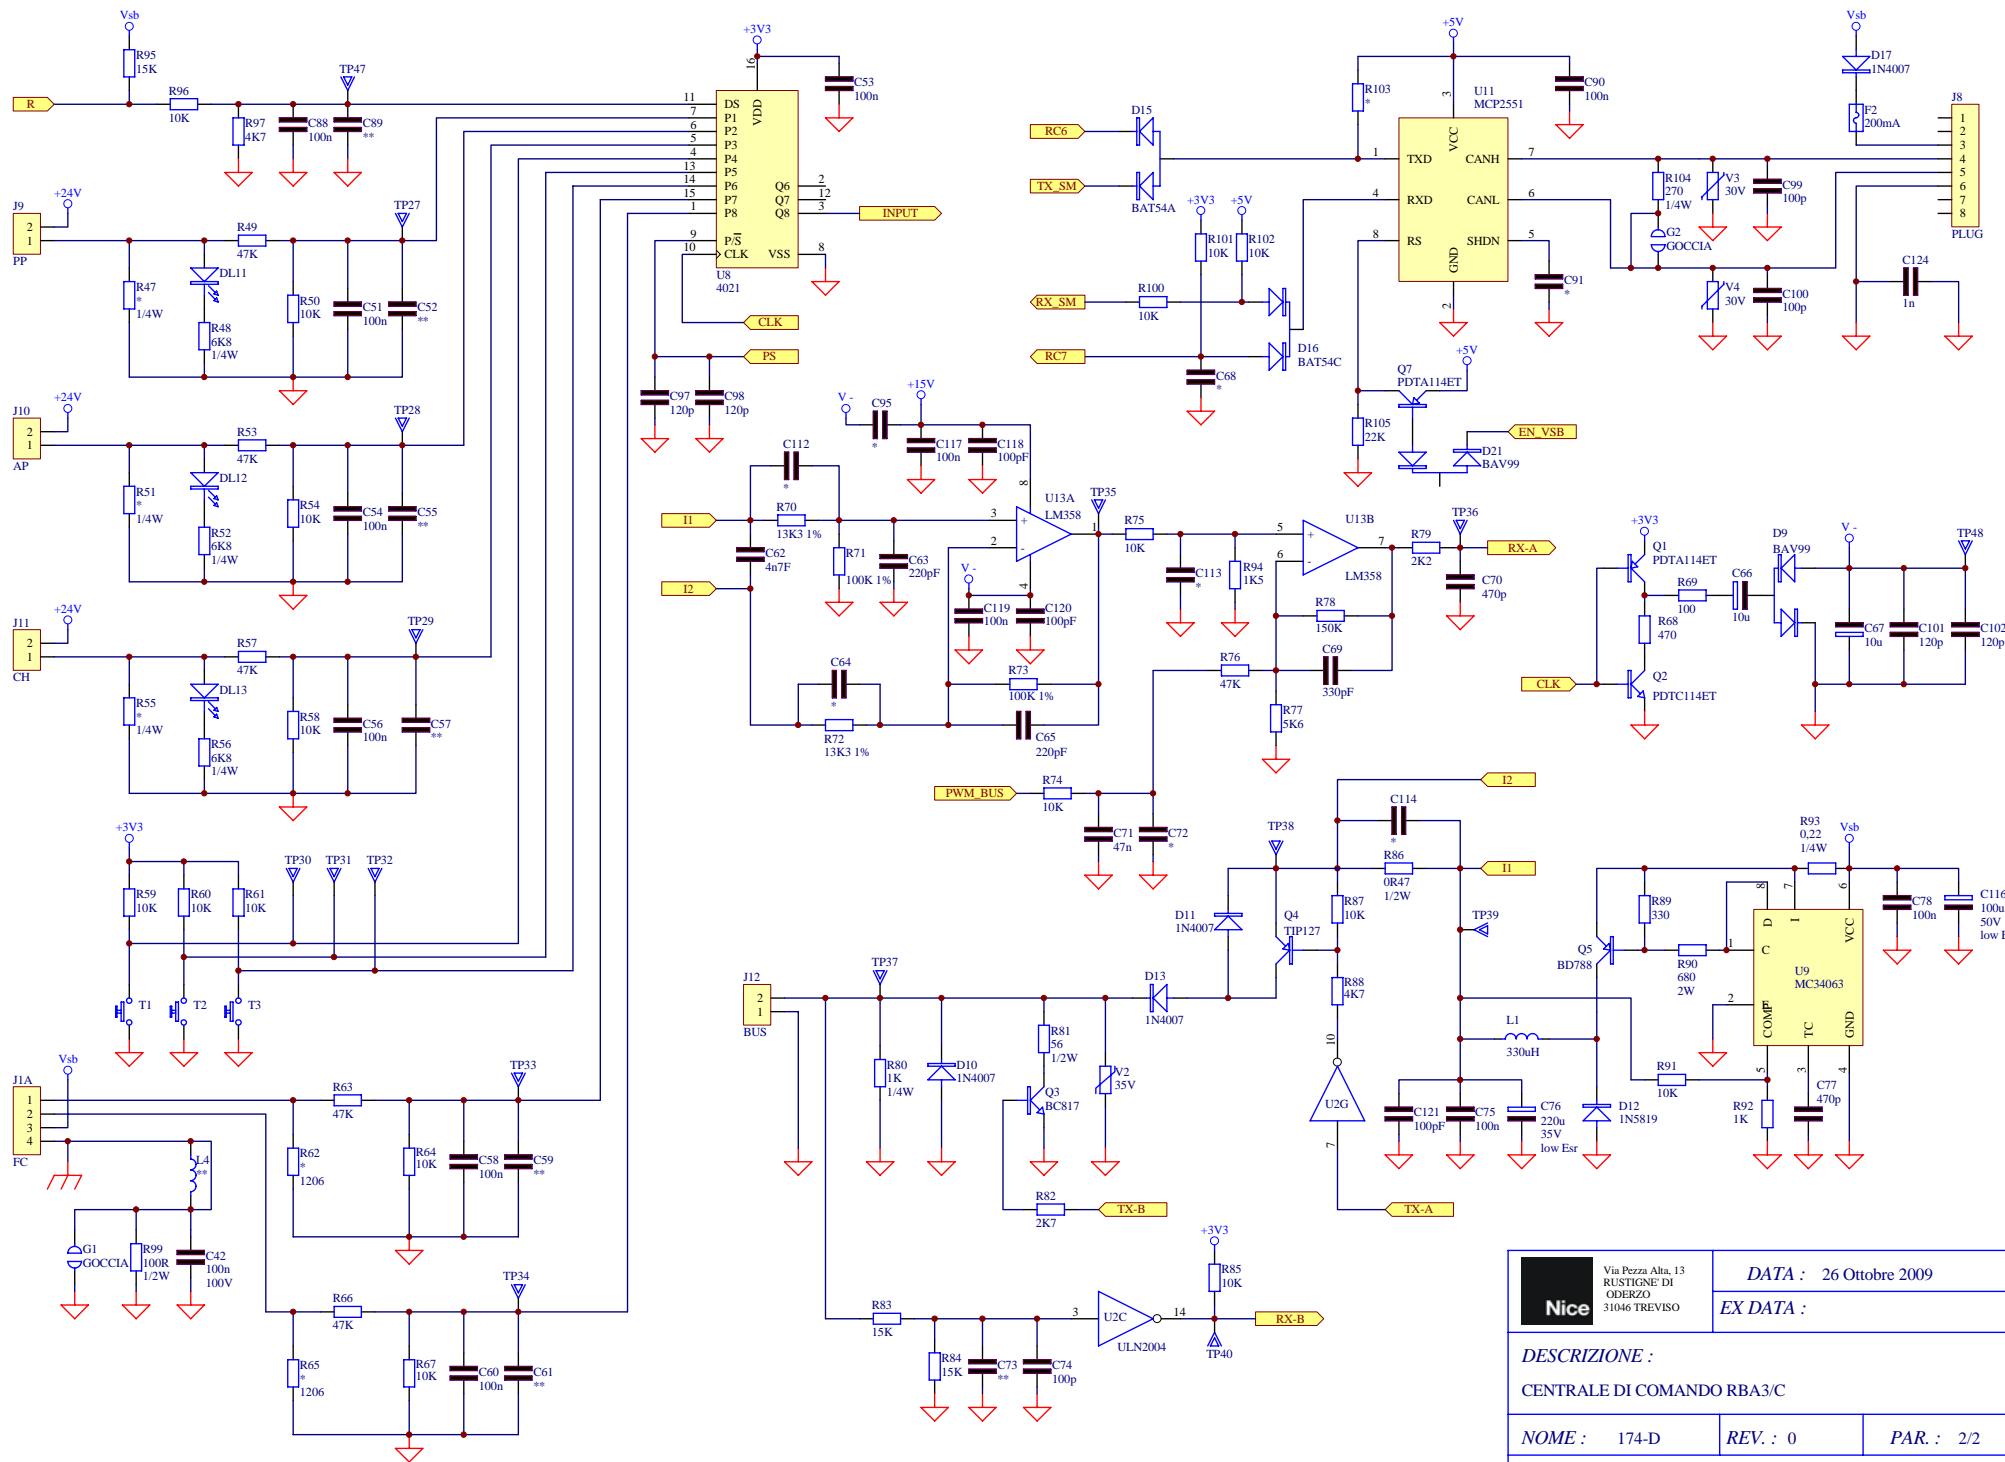 Vsb
R95
15K
R
R96
10K
R97
4K7
C88
100n
TP47
C89
**
+3V3
16
C53
100n
11
7
6
5
4
13
14
15
1
9
10
DS
P1
P2
P3
P4
P5
P6
P7
P8
P/S
CLK
VDD
Q6
Q7
Q8
VSS
2
12
3
8
U8
4021
INPUT
CLK
PS
C97
120p
C98
120p
J9
2
1
PP
+24V
R47
*
1/4W
DL11
R48
6K8
1/4W
R49
47K
R50
10K
C51
100n
TP27
C52
**
J10
2
1
AP
+24V
R51
*
1/4W
DL12
R52
6K8
1/4W
R53
47K
R54
10K
C54
100n
TP28
C55
**
J11
2
1
CH
+24V
R55
*
1/4W
DL13
R56
6K8
1/4W
R57
47K
R58
10K
C56
100n
TP29
C57
**
+3V3
R59
10K
R60
10K
R61
10K
TP30
TP31
TP32
T1
T2
T3
Vsb
J1A
1
2
3
4
FC
L4
**
G1
GOCCIA
R99
100R
1/2W
C42
100n
100V
R62
*
1206
R63
47K
R64
10K
C58
100n
TP33
C59
**
R65
*
1206
R66
47K
R67
10K
C60
100n
TP34
C61
**
RC6
TX_SM
D15
BAT54A
+5V
R103
*
U11
MCP2551
C90
100n
3
1
4
8
TXD
RXD
RS
VCC
CANH
CANL
SHDN
GND
7
6
5
2
C91
*
+3V3
+5V
R101
10K
R102
10K
RX_SM
R100
10K
RC7
C68
*
D16
BAT54C
Q7
PDTA114ET
+5V
R105
22K
D21
BAV99
EN_VSB
Vsb
D17
1N4007
F2
200mA
J8
1
2
3
4
5
6
7
8
PLUG
R104
270
1/4W
G2
GOCCIA
V3
30V
V4
30V
C99
100p
C100
100p
C124
1n
V -
C95
*
+15V
C117
100n
C118
100pF
C112
*
I1
R70
13K3 1%
C62
4n7F
I2
R71
100K 1%
C63
220pF
U13A
LM358
3
2
8
4
1
+
-
V -
C119
100n
C120
100pF
C64
*
R72
13K3 1%
R73
100K 1%
C65
220pF
TP35
R75
10K
C113
*
R94
1K5
U13B
LM358
5
6
7
+
-
R78
150K
C69
330pF
R76
47K
R77
5K6
R79
2K2
TP36
C70
470p
RX-A
PWM_BUS
R74
10K
C71
47n
C72
*
+3V3
Q1
PDTA114ET
R68
470
Q2
PDTC114ET
CLK
R69
100
C66
10u
D9
BAV99
V -
TP48
C67
10u
C101
120p
C102
120p
I2
TP38
C114
*
R86
0R47
1/2W
I1
TP39
R87
10K
R88
4K7
Q4
TIP127
D11
1N4007
D13
1N4007
10
U2G
7
TX-A
J12
2
1
BUS
TP37
R80
1K
1/4W
D10
1N4007
R81
56
1/2W
Q3
BC817
V2
35V
R82
2K7
TX-B
R83
15K
R84
15K
C73
**
C74
100p
3
U2C
14
ULN2004
+3V3
R85
10K
TP40
RX-B
R93
0,22
1/4W
Vsb
C78
100n
C116
100u
50V
R89
330
Q5
BD788
R90
680
2W
8
7
6
1
2
D
I
VCC
C
U9
MC34063
TC
GND
5
3
4
L1
330uH
R91
10K
R92
1K
C77
470p
D12
1N5819
C121
100pF
C75
100n
C76
220u
35V
low Esr
Nice
Via Pezza Alta, 13
RUSTIGNE' DI
ODERZO
31046 TREVISO
DATA : 26 Ottobre 2009
EX DATA :
DESCRIZIONE :
CENTRALE DI COMANDO RBA3/C
NOME : 174-D
REV. : 0
PAR. : 2/2